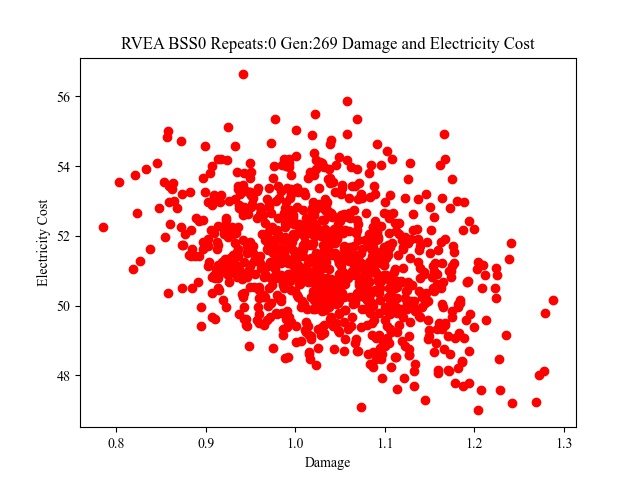 RVEA BSS0 Repeats:0 Gen:269 Damage and Electricity Cost
56
54
52
50
48
Electricity Cost
0.8 0.9 1.0 1.1 1.2 1.3
Damage